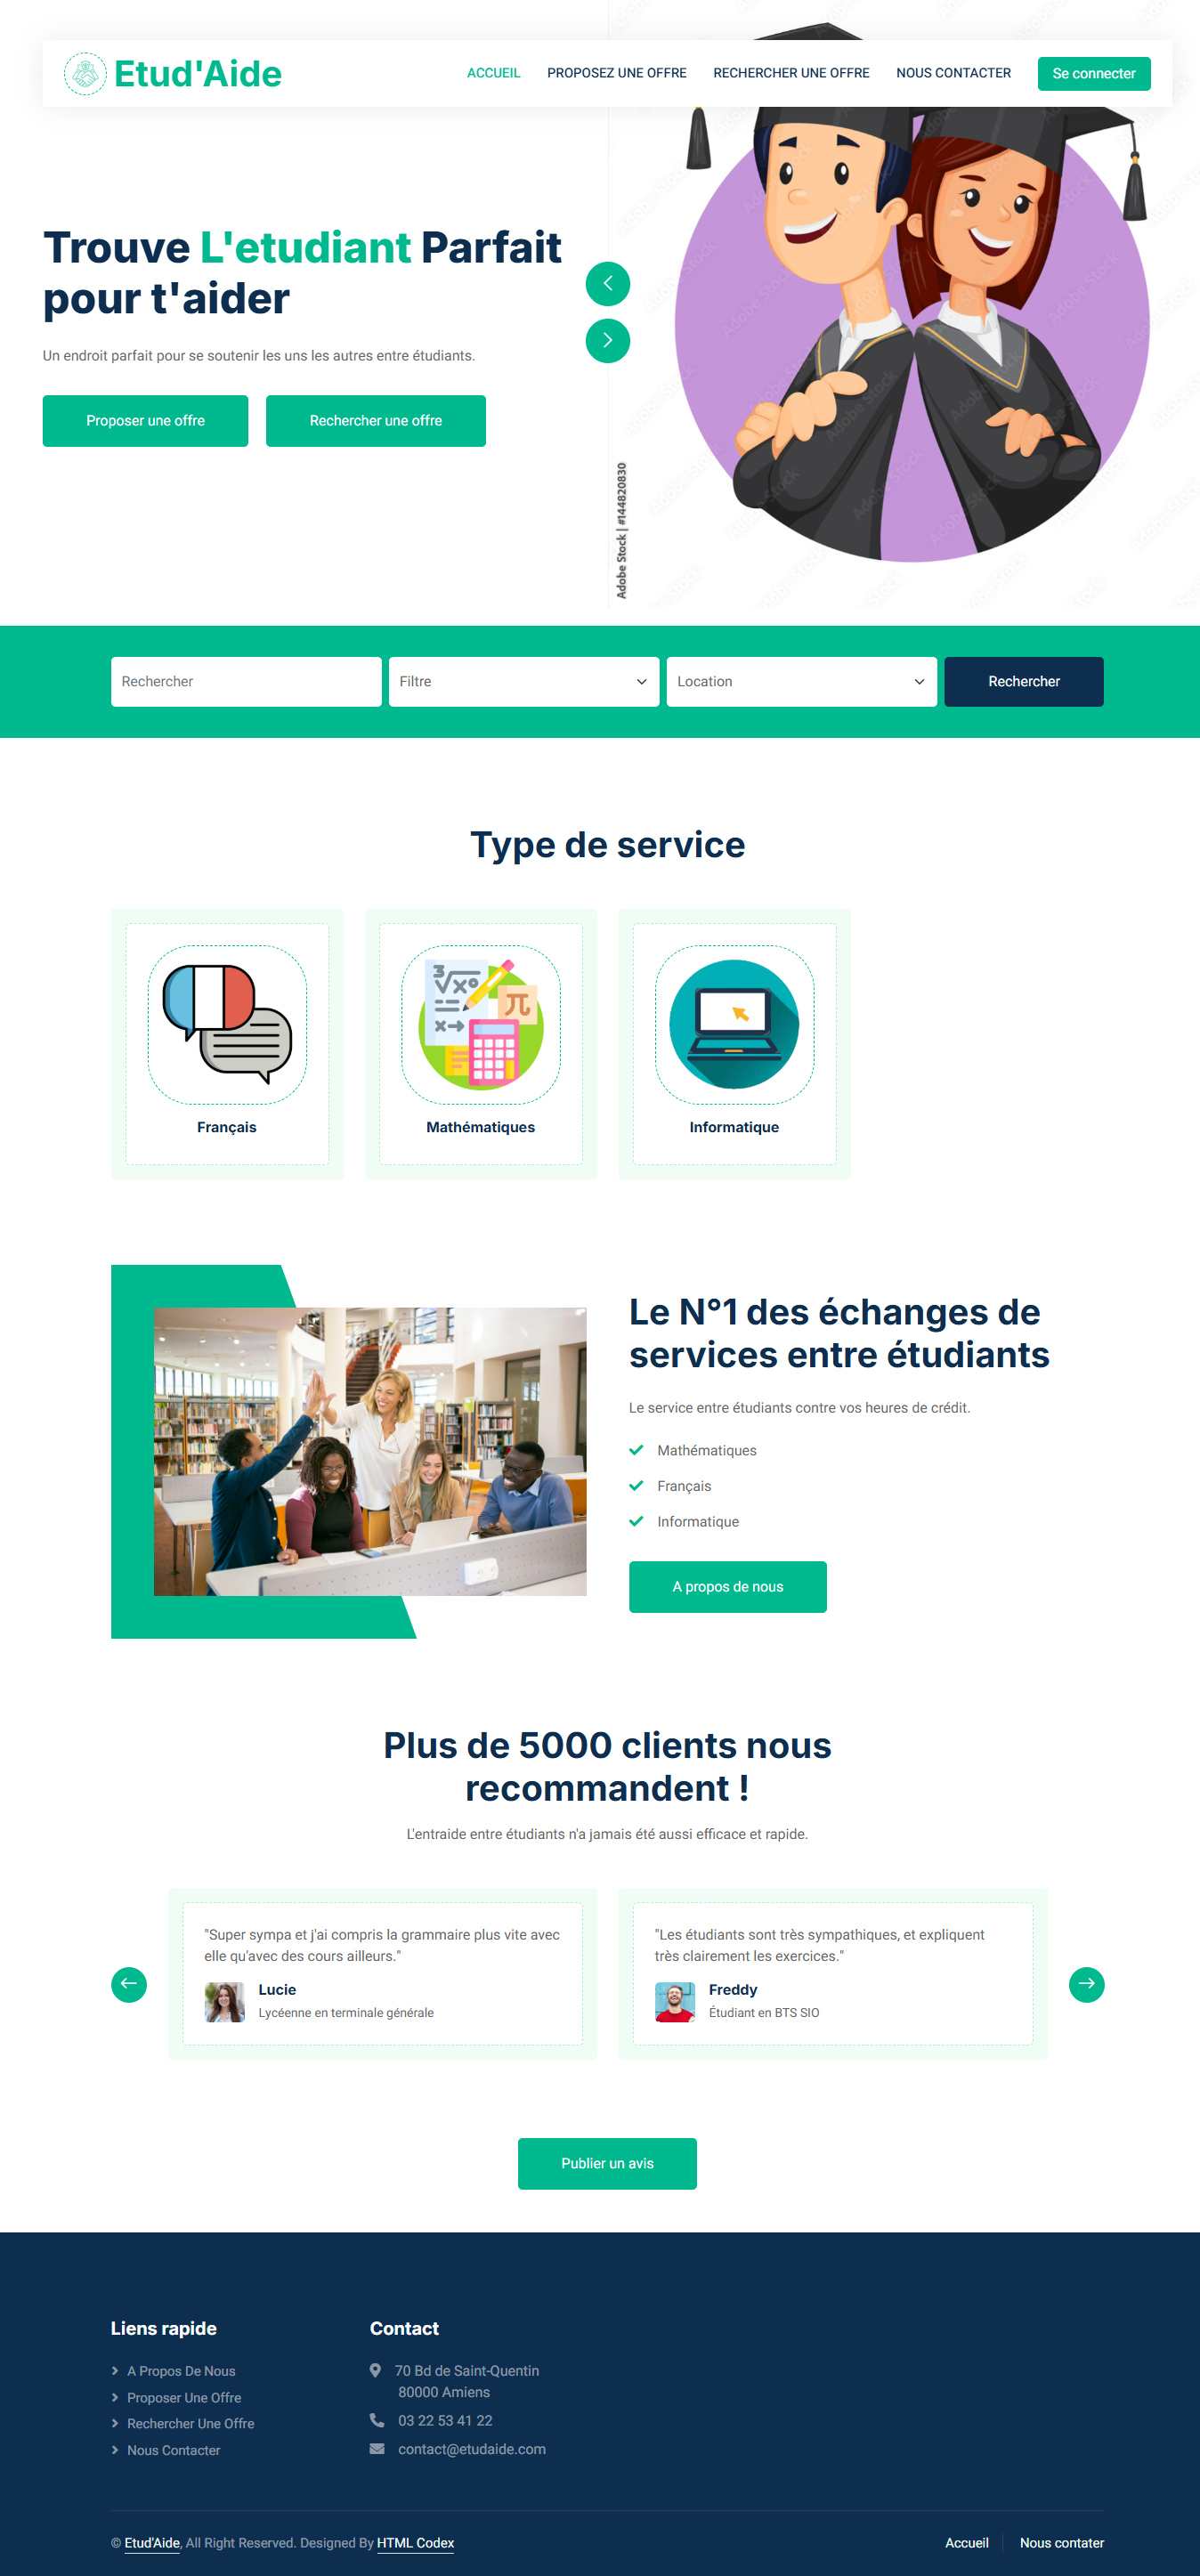 Etud'Aide
ACCUEIL
PROPOSEZ UNE OFFRE
RECHERCHER UNE OFFRE
NOUS CONTACTER
Se connecter
Trouve L'etudiant Parfait
pour t'aider
Un endroit parfait pour se soutenir les uns les autres entre étudiants.
Proposer une offre
Rechercher une offre
Adobe Stock | #144820830
Rechercher
Filtre
Location
Rechercher
Type de service
Français
Mathématiques
Informatique
Le N°1 des échanges de
services entre étudiants
Le service entre étudiants contre vos heures de crédit.
Mathématiques
Français
Informatique
A propos de nous
Plus de 5000 clients nous
recommandent !
L'entraide entre étudiants n'a jamais été aussi efficace et rapide.
"Super sympa et j'ai compris la grammaire plus vite avec
elle qu'avec des cours ailleurs."
Lucie
Lycéenne en terminale générale
"Les étudiants sont très sympathiques, et expliquent
très clairement les exercices."
Freddy
Étudiant en BTS SIO
Publier un avis
Liens rapide
A Propos De Nous
Proposer Une Offre
Rechercher Une Offre
Nous Contacter
Contact
70 Bd de Saint-Quentin
80000 Amiens
03 22 53 41 22
contact@etudaide.com
© Etud'Aide, All Right Reserved. Designed By HTML Codex
Accueil
Nous contater